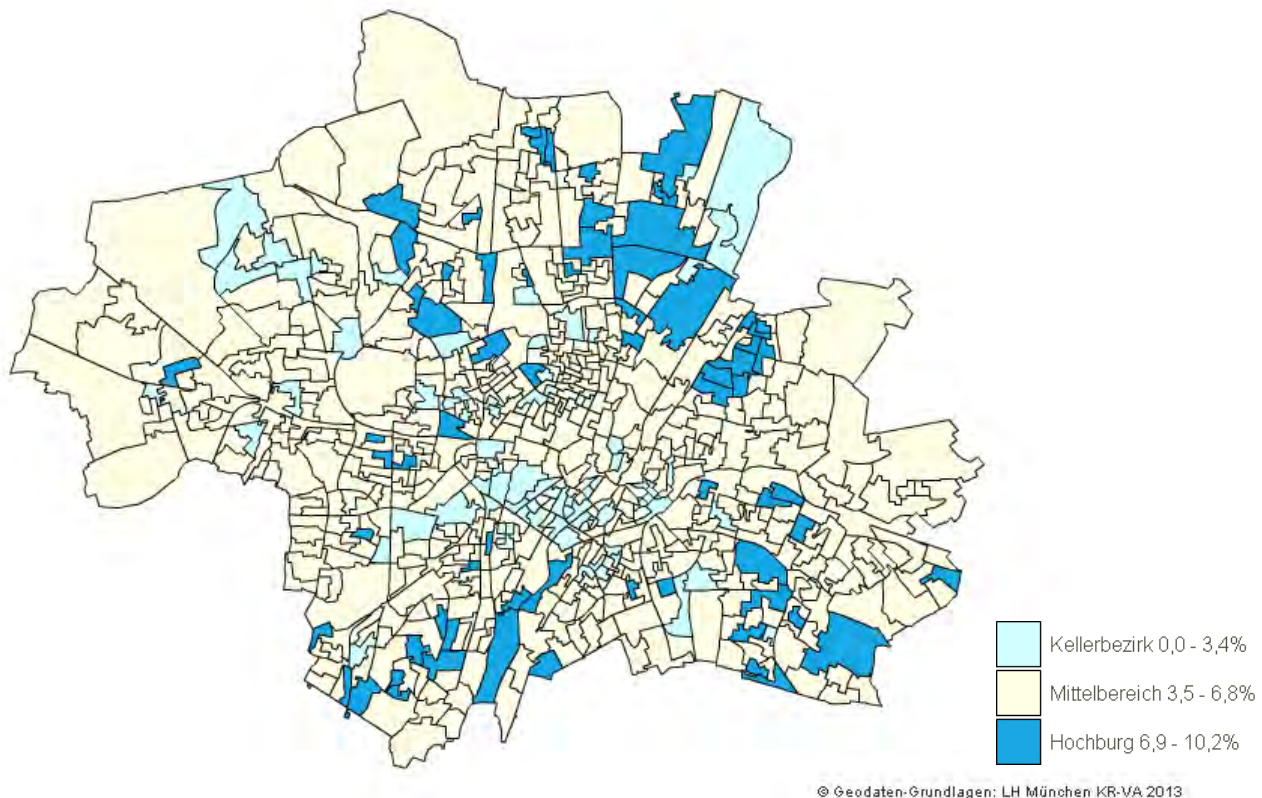 Kellerbezirk 0,0 - 3,4%
Mittelbereich 3,5 - 6,8%
Hochburg 6,9 - 10,2%
© Geodaten-Grundlagen: LH München KR-VA 2013